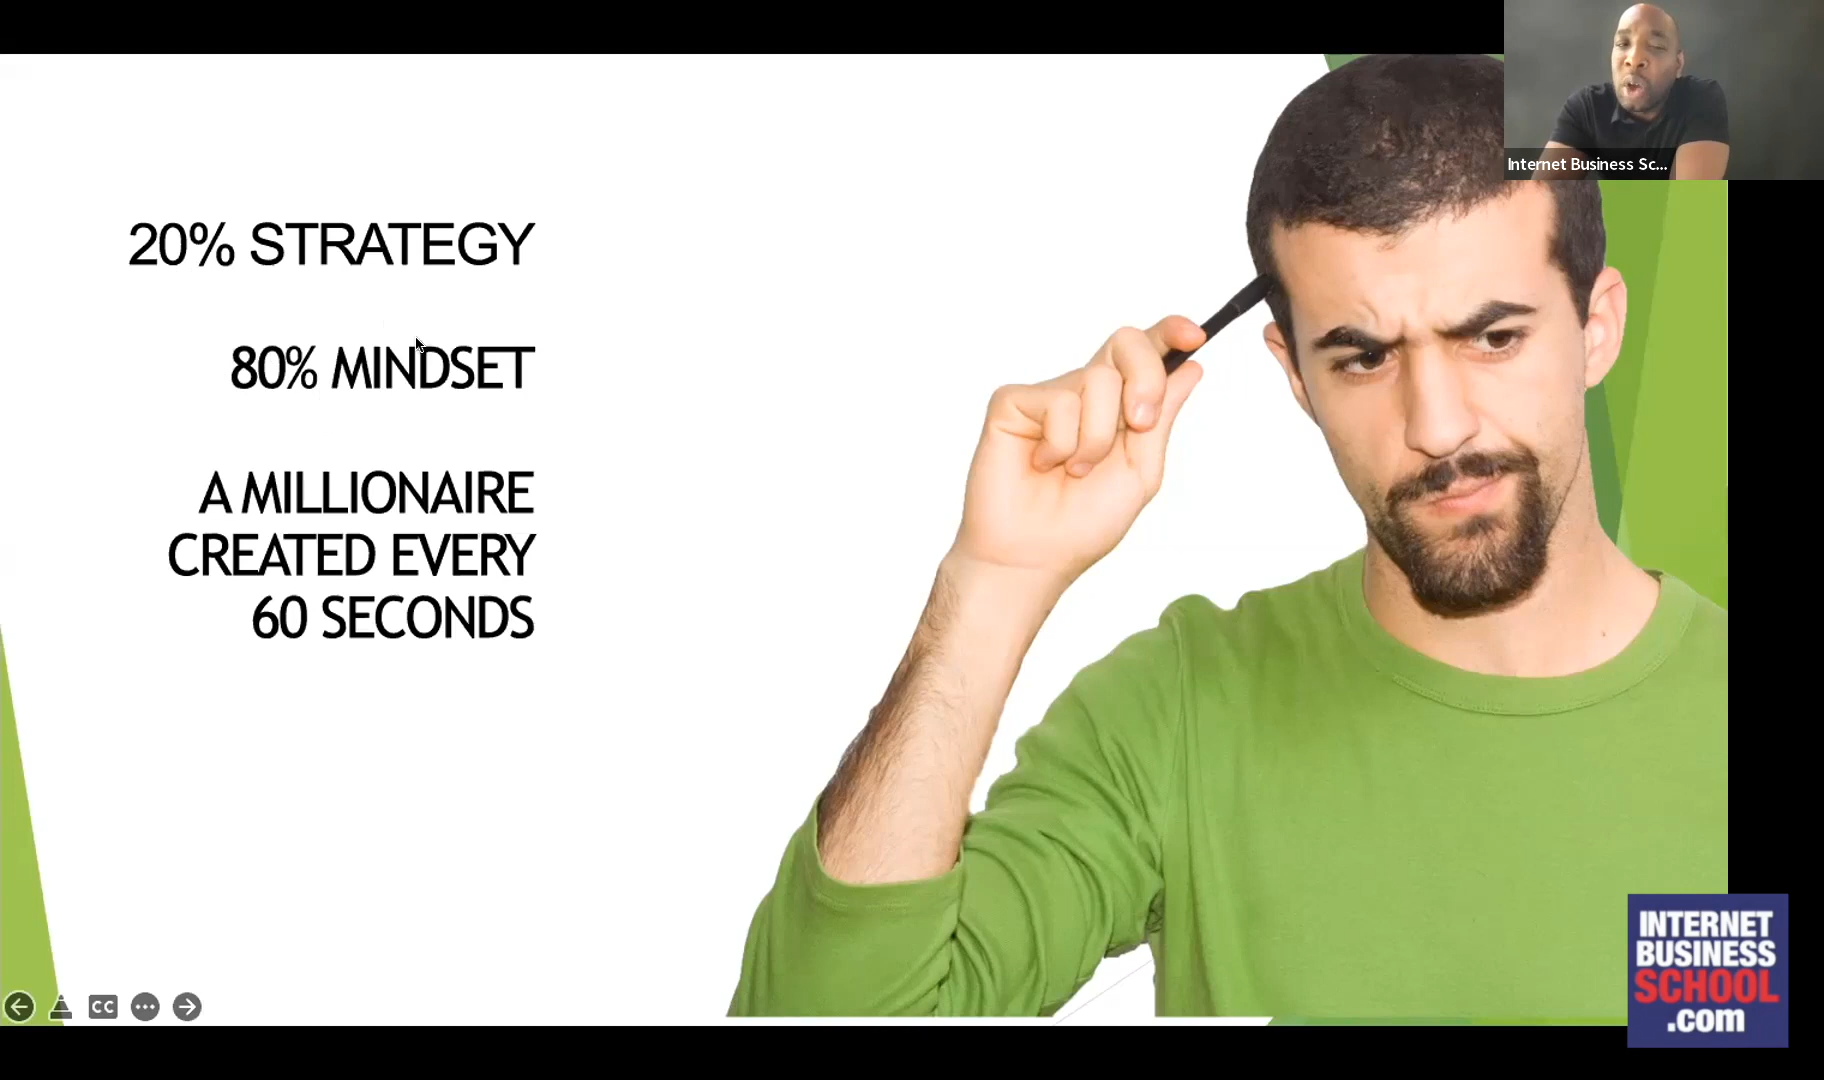 Internet Business Sc...
20% STRATEGY
80% MINDSET
A MILLIONAIRE
CREATED EVERY
60 SECONDS
CC
INTERNET
BUSINESS
SCHOOL
.com